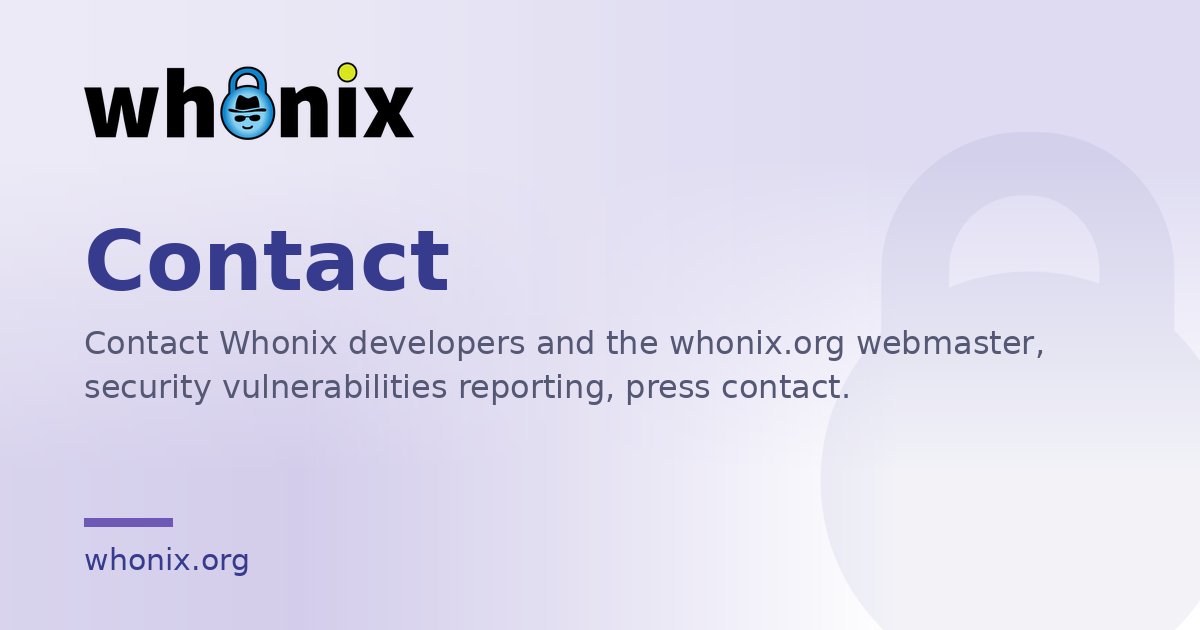 whonix
Contact
Contact Whonix developers and the whonix.org webmaster,
security vulnerabilities reporting, press contact.
whonix.org